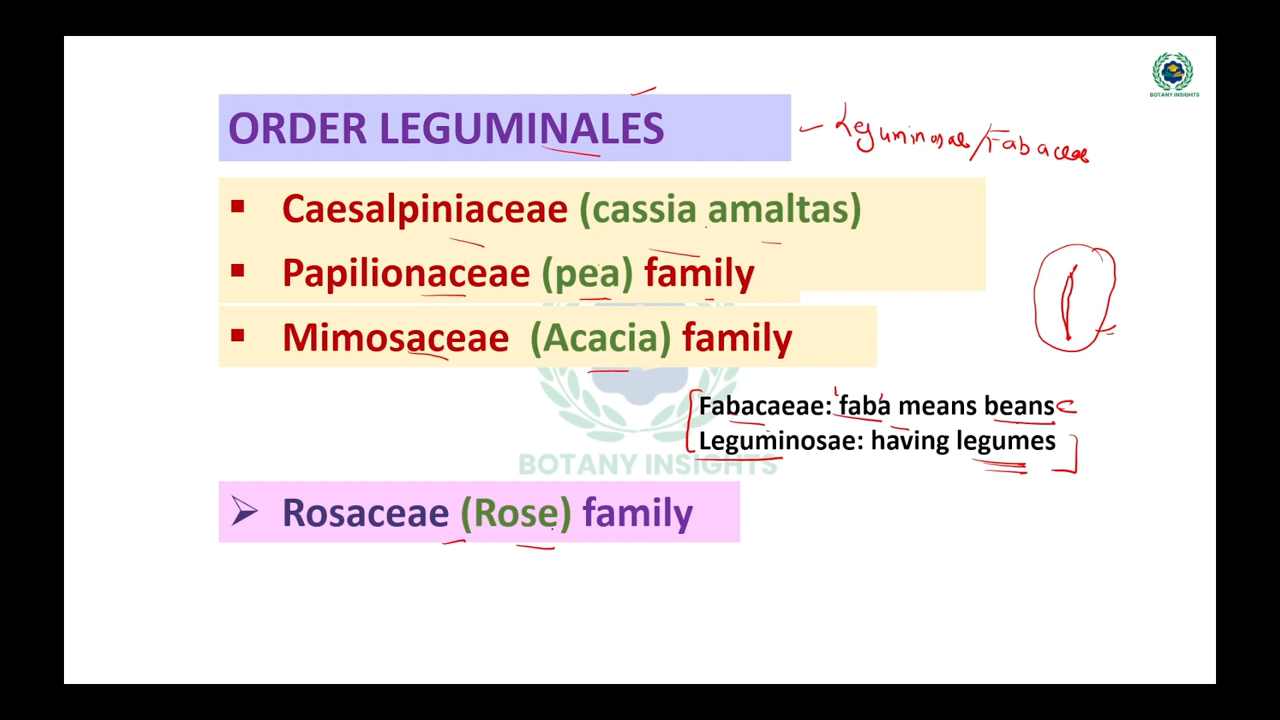 BOTANY INSIGHTS
ORDER LEGUMINALES
- Leguminosae/Fabaceae
▪ Caesalpiniaceae (cassia amaltas)
▪ Papilionaceae (pea) family
▪ Mimosaceae (Acacia) family
Fabacaeae: faba means beans
Leguminosae: having legumes
BOTANY INSIGHTS
➢ Rosaceae (Rose) family